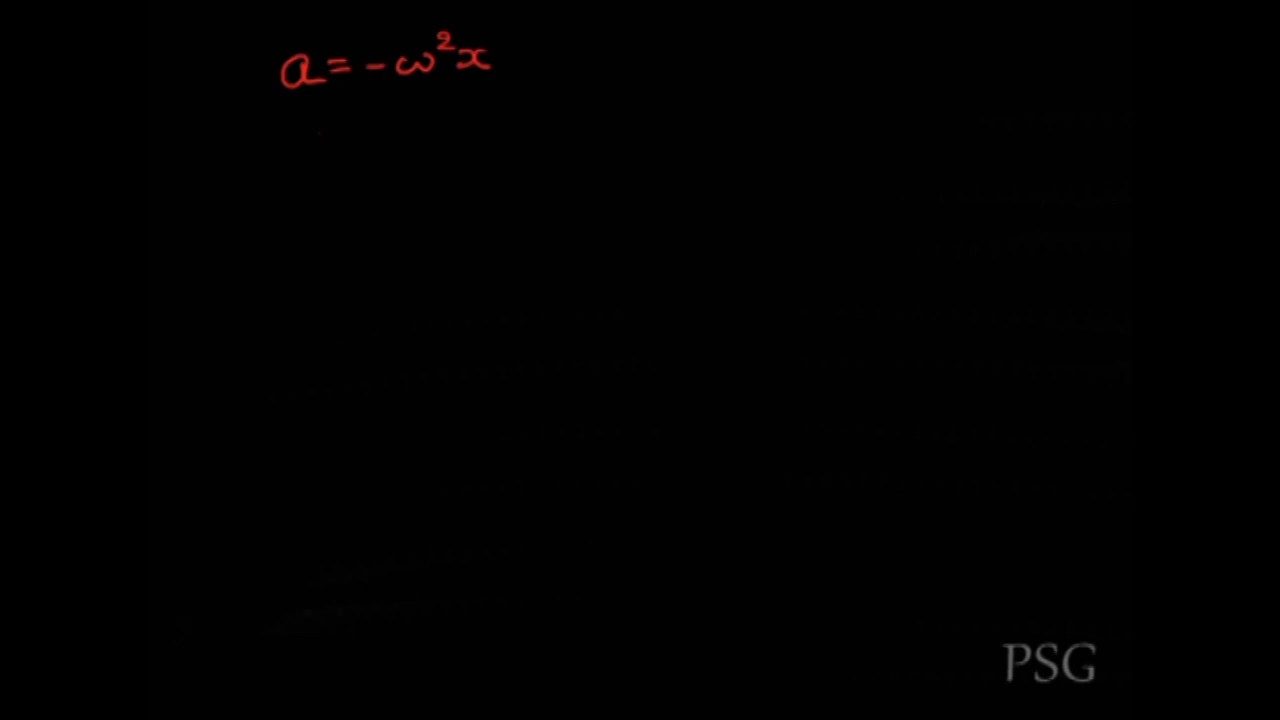 a = -ω²x
PSG